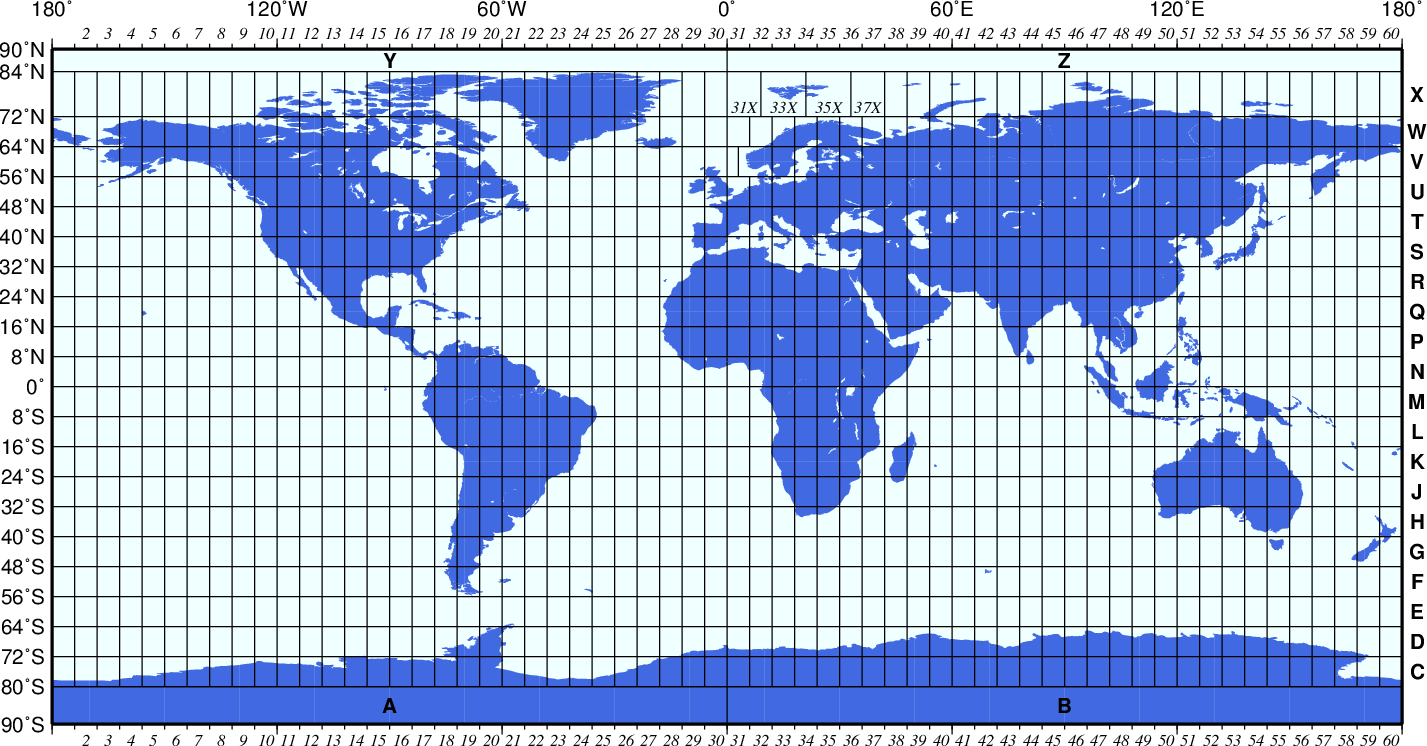 180° 120°W 60°W 0° 60°E 120°E 180°
2 3 4 5 6 7 8 9 10 11 12 13 14 15 16 17 18 19 20 21 22 23 24 25 26 27 28 29 30 31 32 33 34 35 36 37 38 39 40 41 42 43 44 45 46 47 48 49 50 51 52 53 54 55 56 57 58 59 60
90°N
Y Z
84°N
X
31X 33X 35X 37X
72°N
W
64°N
V
56°N
U
48°N
T
40°N
S
32°N
R
24°N
Q
16°N
P
8°N
N
0°
M
8°S
L
16°S
K
24°S
J
32°S
H
40°S
G
48°S
F
56°S
E
64°S
D
72°S
C
80°S
A B
90°S
2 3 4 5 6 7 8 9 10 11 12 13 14 15 16 17 18 19 20 21 22 23 24 25 26 27 28 29 30 31 32 33 34 35 36 37 38 39 40 41 42 43 44 45 46 47 48 49 50 51 52 53 54 55 56 57 58 59 60